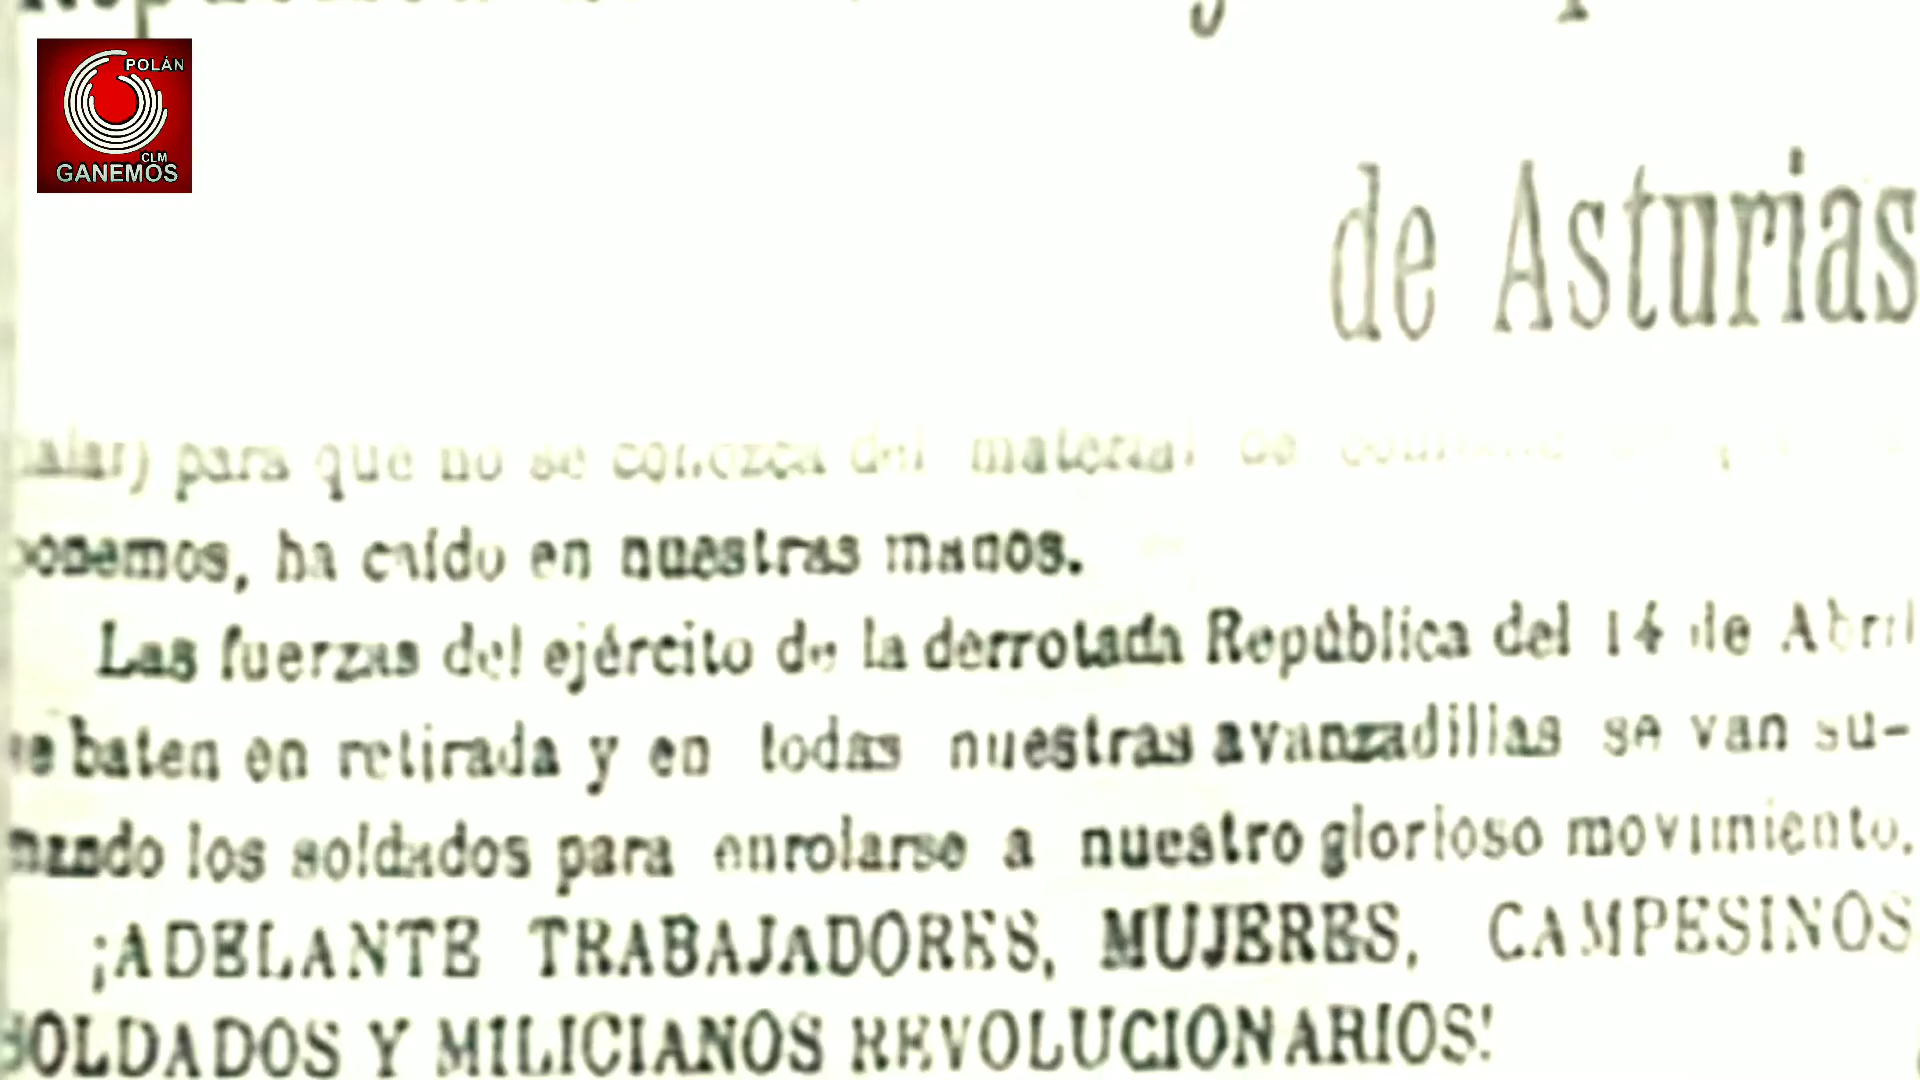 POLÁN
CLM
GANEMOS
de Asturias
para que no se conozca del material de
ponemos, ha caído en nuestras manos.
Las fuerzas del ejército de la derrotada República del 14 de Abril
se baten en retirada y en todas nuestras avanzadillas se van su-
mando los soldados para enrolarse a nuestro glorioso movimiento.
¡ADELANTE TRABAJADORES, MUJERES, CAMPESINOS
SOLDADOS Y MILICIANOS REVOLUCIONARIOS!